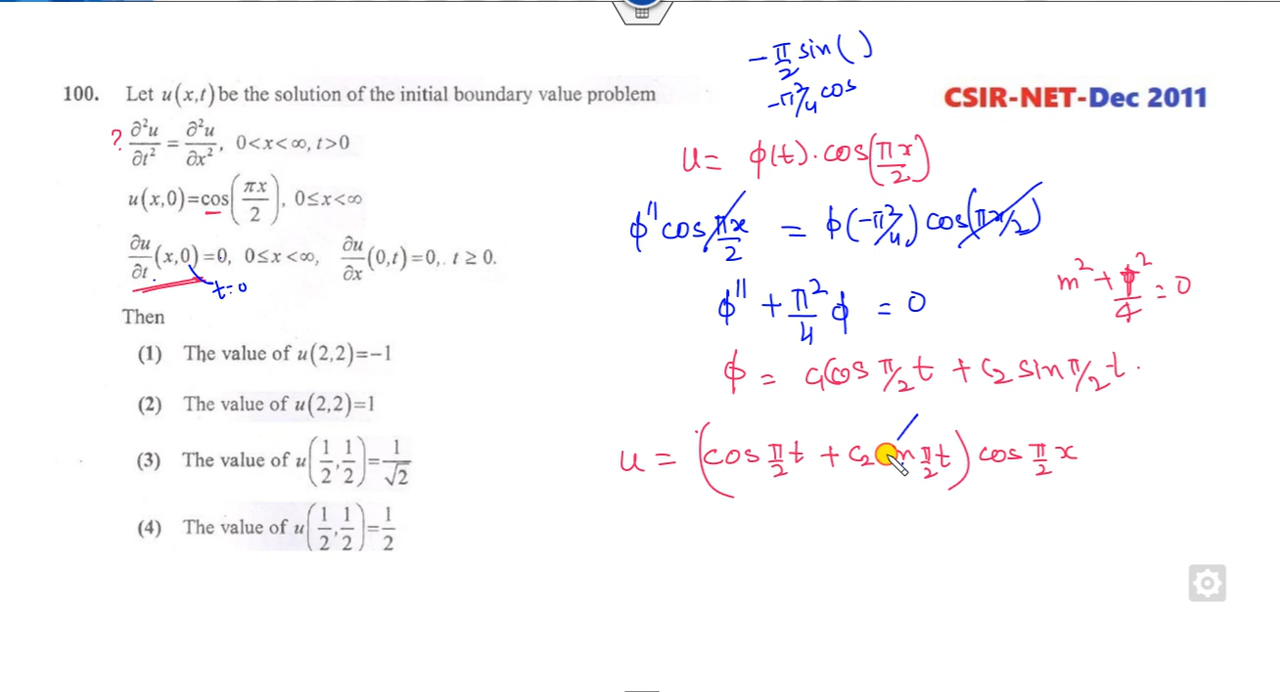 100. Let u(x,t) be the solution of the initial boundary value problem
CSIR-NET-Dec 2011
? ∂²u/∂t² = ∂²u/∂x², 0<x<∞, t>0
u(x,0)=cos(πx/2), 0≤x<∞
∂u/∂t (x,0)=0, 0≤x<∞, ∂u/∂x (0,t)=0,. t ≥ 0.
t=0
Then
(1) The value of u(2,2)=−1
(2) The value of u(2,2)=1
(3) The value of u(1/2,1/2)=1/√2
(4) The value of u(1/2,1/2)=1/2
-π/2 sin( )
-π²/4 cos
u = ϕ(t).cos(πx/2)
ϕ'' cos πx/2 = ϕ(-π²/4) cos(πx/2)
ϕ'' + π²/4 ϕ = 0
m² + π²/4 = 0
ϕ = C₁cos π/2 t + C₂ sin π/2 t.
u = (cos π/2 t + C₂ π/2 t) cos π/2 x